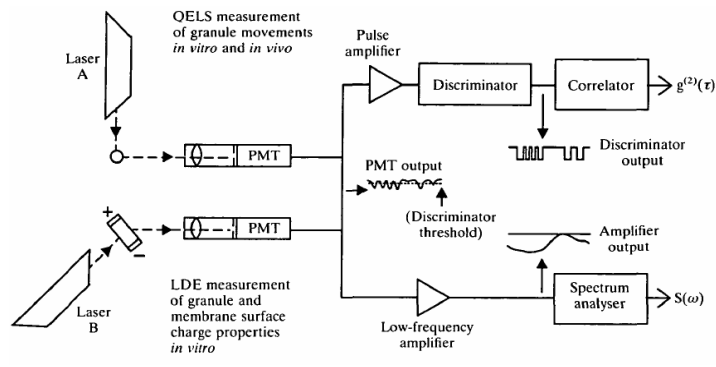 QELS measurement
of granule movements
in vitro and in vivo
Laser
A
Pulse
amplifier
Discriminator
Correlator
g(2)(τ)
PMT
PMT output
(Discriminator
threshold)
Discriminator
output
+
−
PMT
Amplifier
output
LDE measurement
of granule and
membrane surface
charge properties
in vitro
Laser
B
Low-frequency
amplifier
Spectrum
analyser
S(ω)